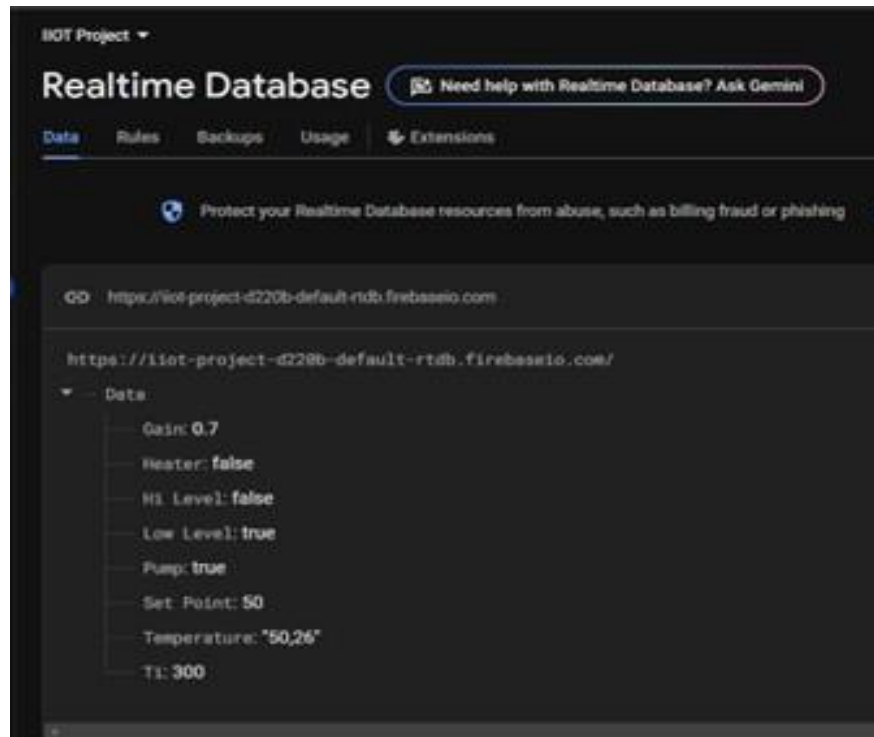 IIOT Project
Realtime Database
Need help with Realtime Database? Ask Gemini
Data Rules Backups Usage Extensions
Protect your Realtime Database resources from abuse, such as billing fraud or phishing
https://iiot-project-d220b-default-rtdb.firebaseio.com
https://iiot-project-d220b-default-rtdb.firebaseio.com/
Data
Gain: 0.7
Heater: false
Hi Level: false
Low Level: true
Pump: true
Set Point: 50
Temperature: "50,26"
Ti: 300